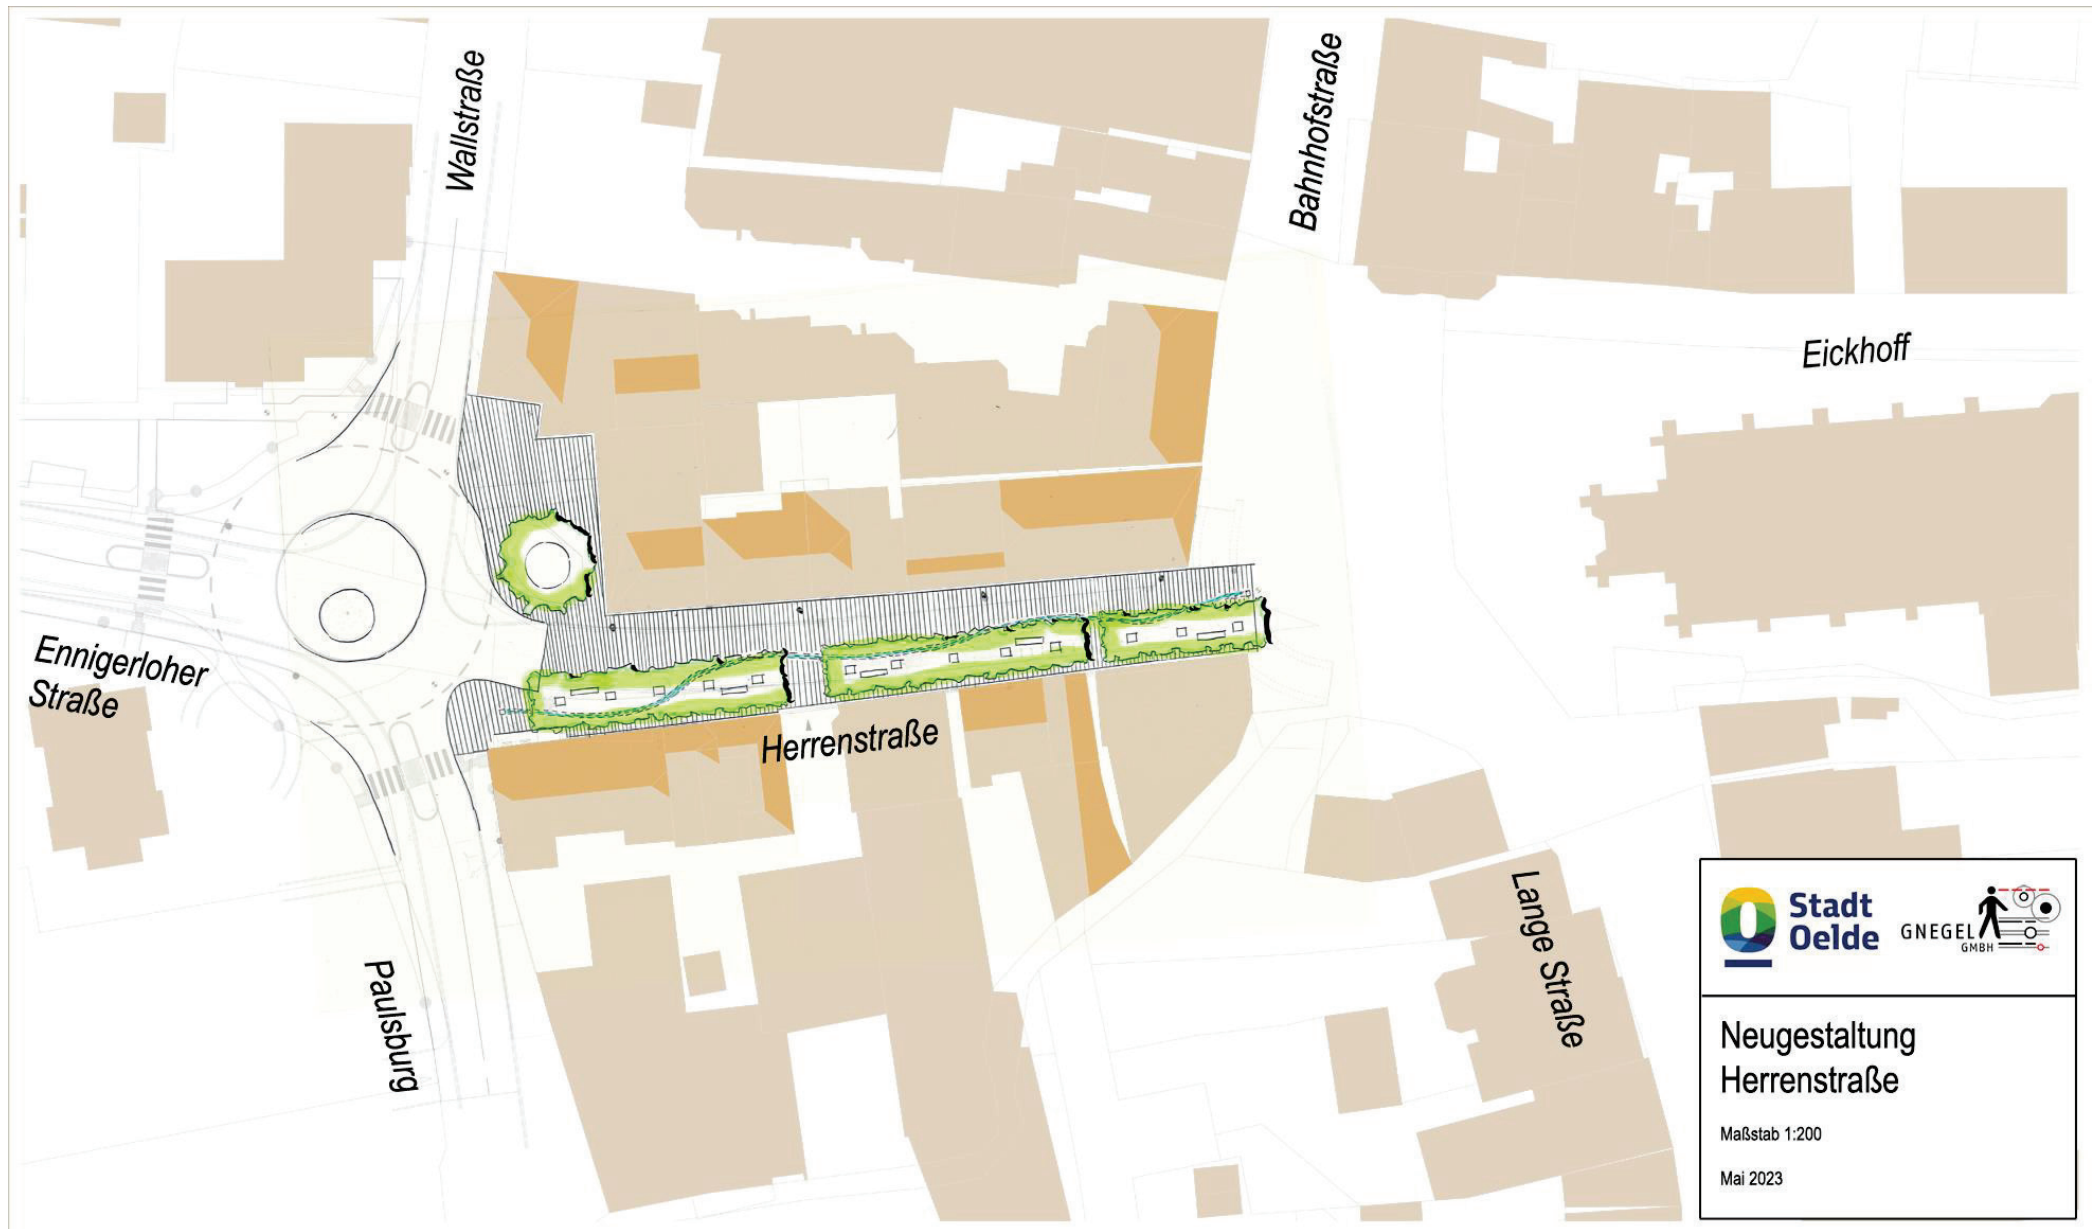 Wallstraße
Bahnhofstraße
Eickhoff
Ennigerloher
Straße
Herrenstraße
Paulsburg
Lange Straße
Stadt
Oelde
GNEGEL
GMBH
Neugestaltung
Herrenstraße
Maßstab 1:200
Mai 2023